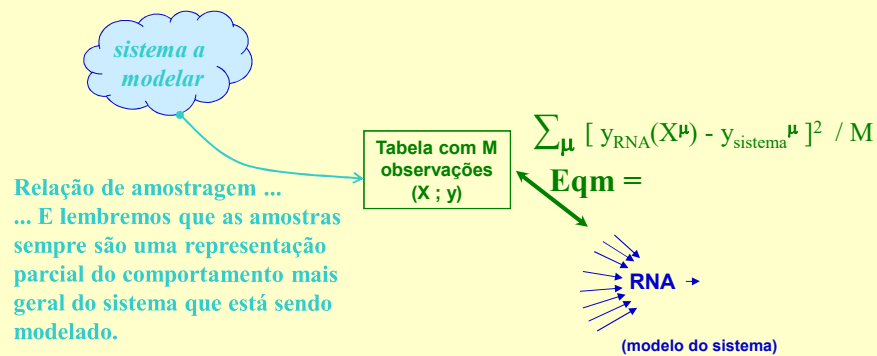 sistema a
modelar
Tabela com M
observações
(X ; y)
∑μ [ yRNA(Xμ) - ysistemaμ ]2 / M
Eqm =
Relação de amostragem ...
... E lembremos que as amostras
sempre são uma representação
parcial do comportamento mais
geral do sistema que está sendo
modelado.
RNA
(modelo do sistema)